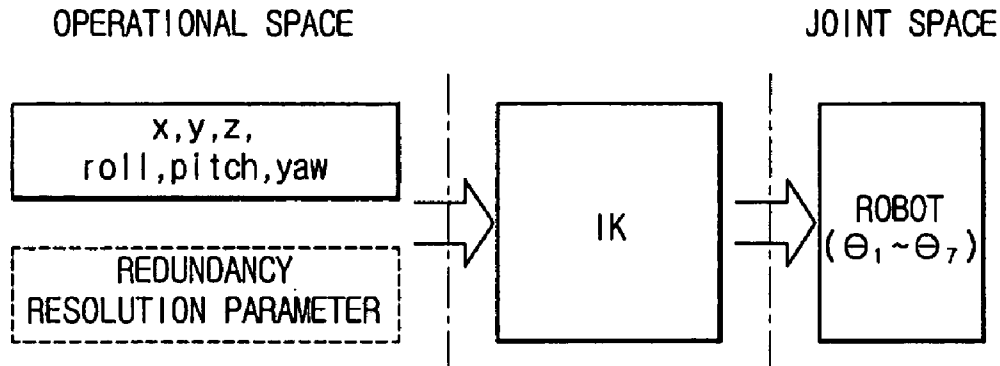 OPERATIONAL SPACE
JOINT SPACE
x,y,z,
roll,pitch,yaw
REDUNDANCY
RESOLUTION PARAMETER
IK
ROBOT
(Θ₁~Θ₇)